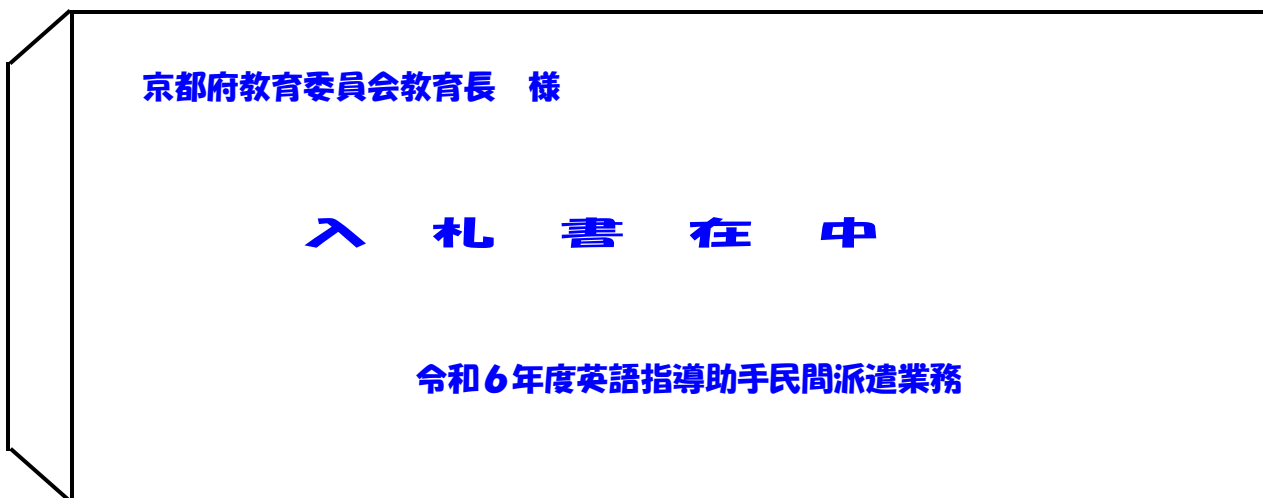 京都府教育委員会教育長　様
入　札　書　在　中
令和６年度英語指導助手民間派遣業務